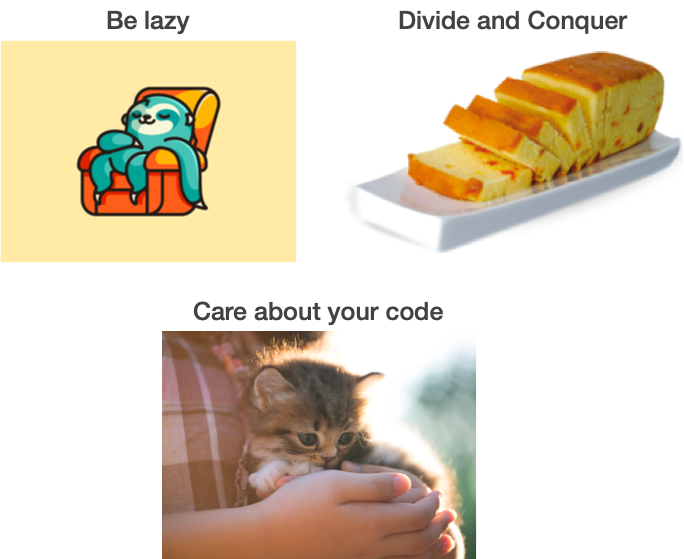 Be lazy
Divide and Conquer
Care about your code